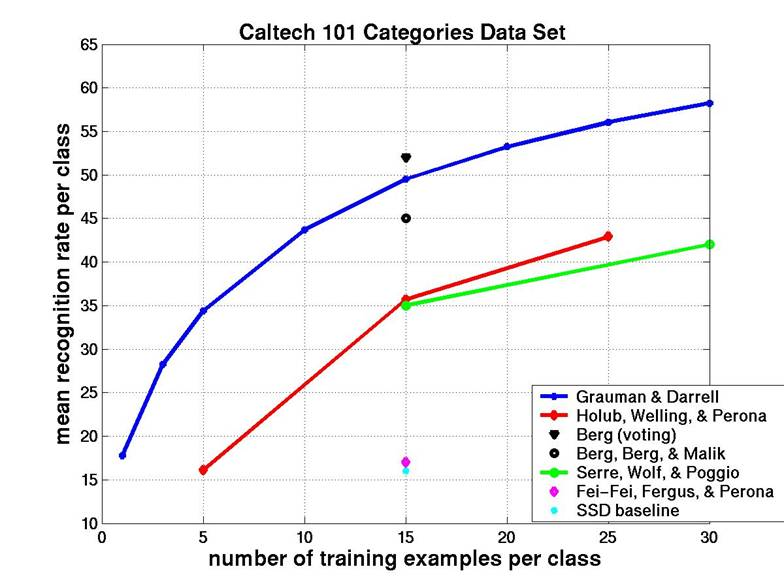 Caltech 101 Categories Data Set
65
60
55
50
45
40
35
30
25
20
15
10
0
5
10
15
20
25
30
mean recognition rate per class
number of training examples per class
Grauman & Darrell
Holub, Welling, & Perona
Berg (voting)
Berg, Berg, & Malik
Serre, Wolf, & Poggio
Fei-Fei, Fergus, & Perona
SSD baseline